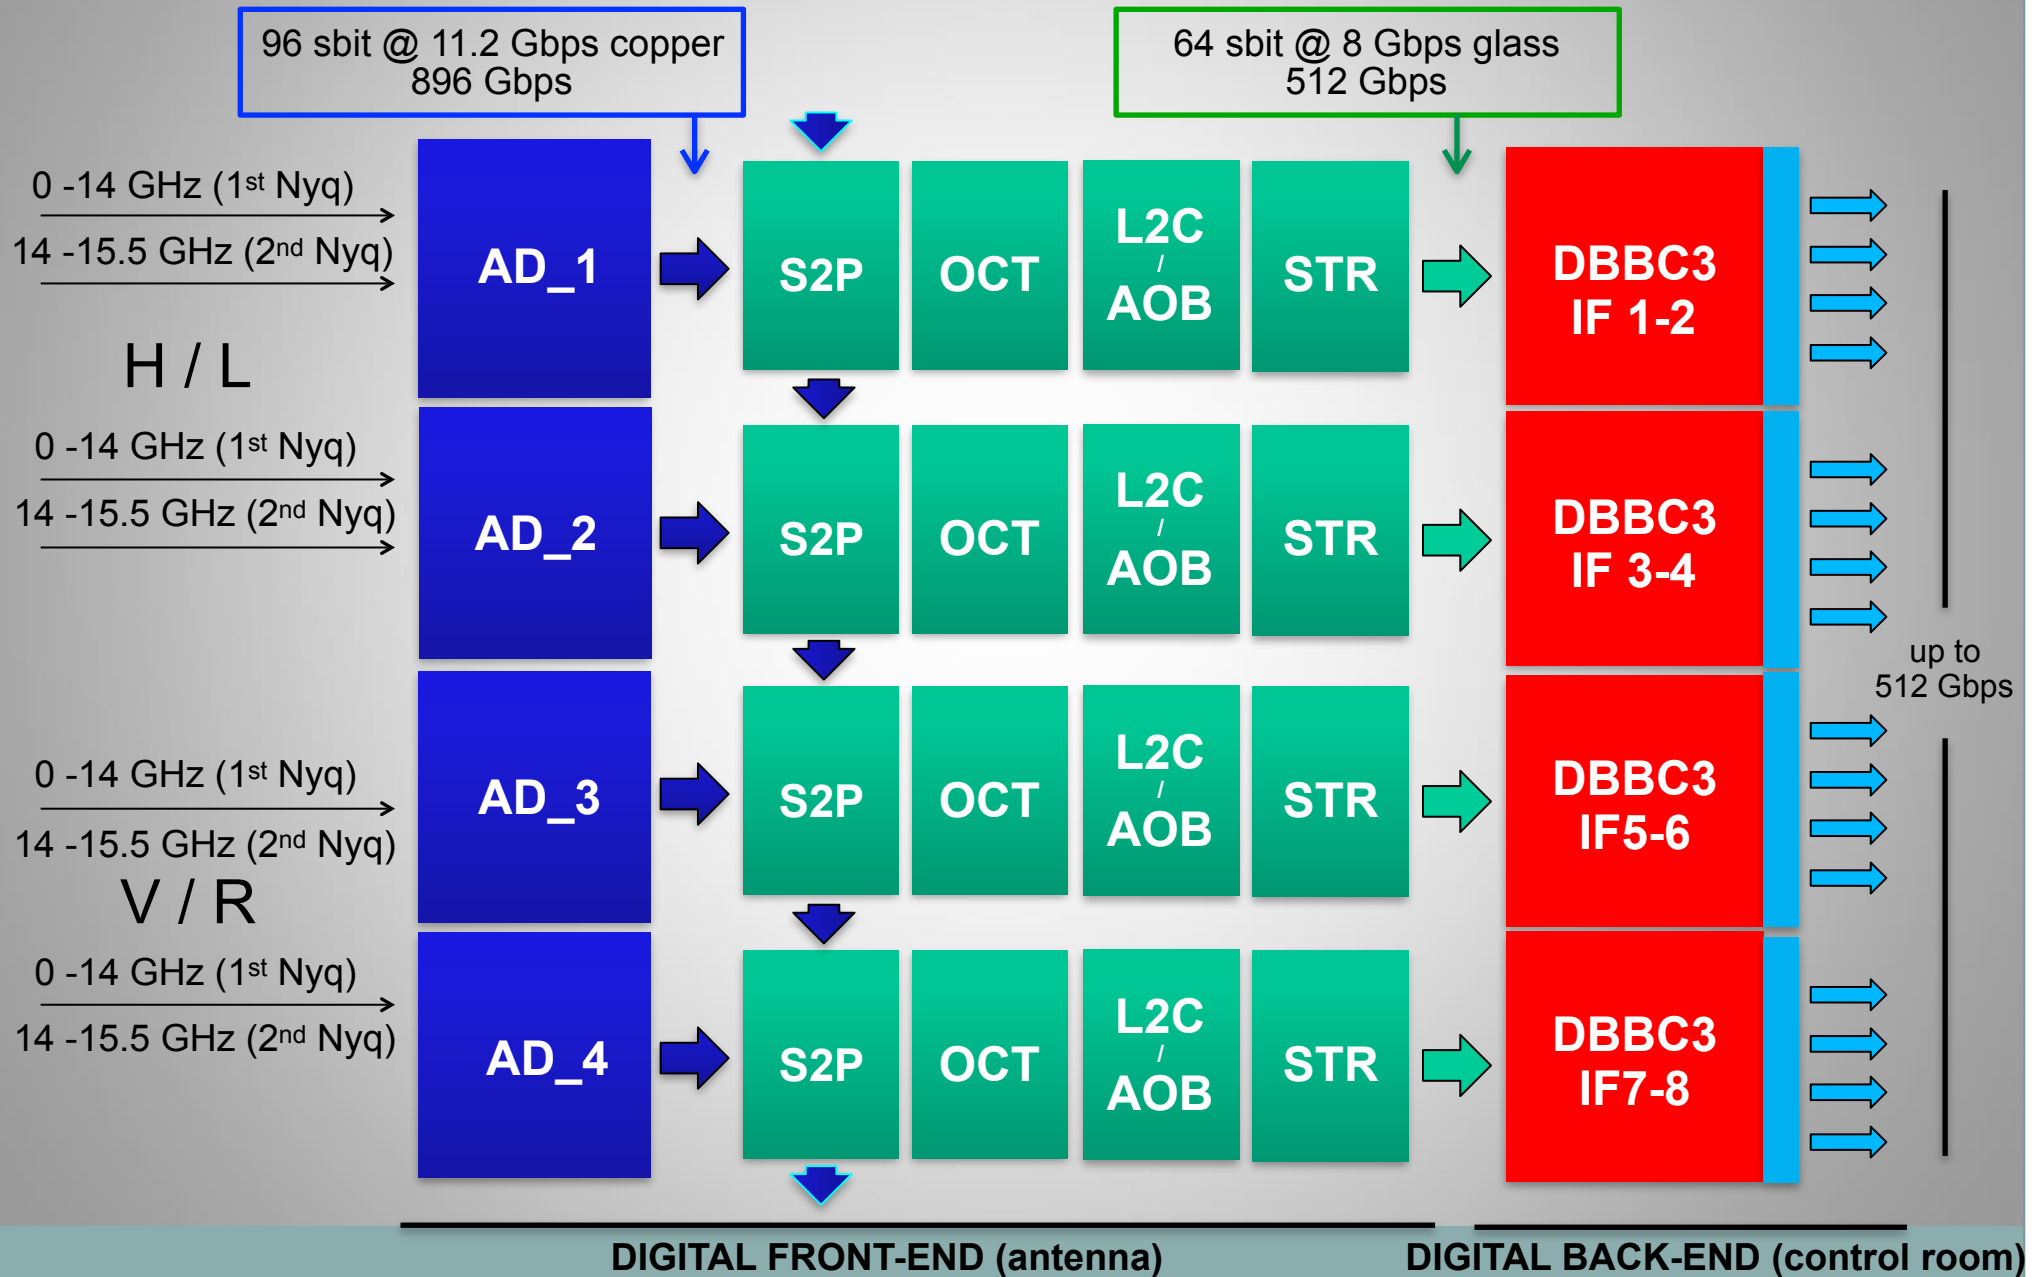 96 sbit @ 11.2 Gbps copper
896 Gbps
64 sbit @ 8 Gbps glass
512 Gbps
0 -14 GHz (1st Nyq)
14 -15.5 GHz (2nd Nyq)
H / L
0 -14 GHz (1st Nyq)
14 -15.5 GHz (2nd Nyq)
0 -14 GHz (1st Nyq)
14 -15.5 GHz (2nd Nyq)
V / R
0 -14 GHz (1st Nyq)
14 -15.5 GHz (2nd Nyq)
AD_1
S2P
OCT
L2C
/
AOB
STR
DBBC3
IF 1-2
AD_2
S2P
OCT
L2C
/
AOB
STR
DBBC3
IF 3-4
AD_3
S2P
OCT
L2C
/
AOB
STR
DBBC3
IF5-6
AD_4
S2P
OCT
L2C
/
AOB
STR
DBBC3
IF7-8
up to
512 Gbps
DIGITAL FRONT-END (antenna)
DIGITAL BACK-END (control room)